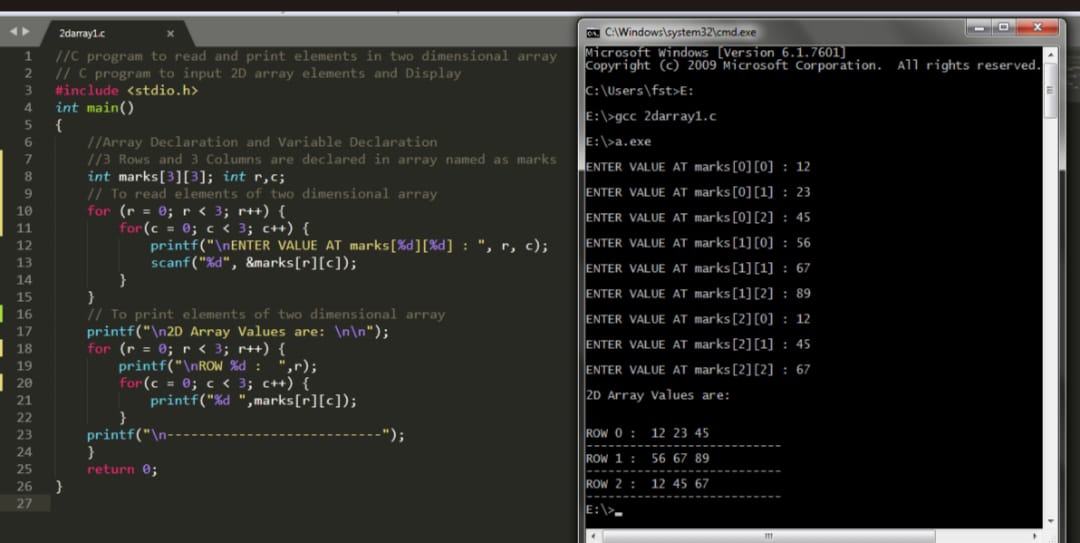 2darray1.c ×
1 //C program to read and print elements in two dimensional array
2 // C program to input 2D array elements and Display
3 #include <stdio.h>
4 int main()
5 {
6 //Array Declaration and Variable Declaration
7 //3 Rows and 3 Columns are declared in array named as marks
8 int marks[3][3]; int r,c;
9 // To read elements of two dimensional array
10 for (r = 0; r < 3; r++) {
11 for(c = 0; c < 3; c++) {
12 printf("\nENTER VALUE AT marks[%d][%d] : ", r, c);
13 scanf("%d", &marks[r][c]);
14 }
15 }
16 // To print elements of two dimensional array
17 printf("\n2D Array Values are: \n\n");
18 for (r = 0; r < 3; r++) {
19 printf("\nROW %d :  ",r);
20 for(c = 0; c < 3; c++) {
21 printf("%d ",marks[r][c]);
22 }
23 printf("\n---------------------------");
24 }
25 return 0;
26 }
27
C:\Windows\system32\cmd.exe
Microsoft Windows [Version 6.1.7601]
Copyright (c) 2009 Microsoft Corporation.  All rights reserved.
C:\Users\fst>E:
E:\>gcc 2darray1.c
E:\>a.exe
ENTER VALUE AT marks[0][0] : 12
ENTER VALUE AT marks[0][1] : 23
ENTER VALUE AT marks[0][2] : 45
ENTER VALUE AT marks[1][0] : 56
ENTER VALUE AT marks[1][1] : 67
ENTER VALUE AT marks[1][2] : 89
ENTER VALUE AT marks[2][0] : 12
ENTER VALUE AT marks[2][1] : 45
ENTER VALUE AT marks[2][2] : 67
2D Array Values are:
ROW 0 :  12 23 45
---------------------------
ROW 1 :  56 67 89
---------------------------
ROW 2 :  12 45 67
---------------------------
E:\>_